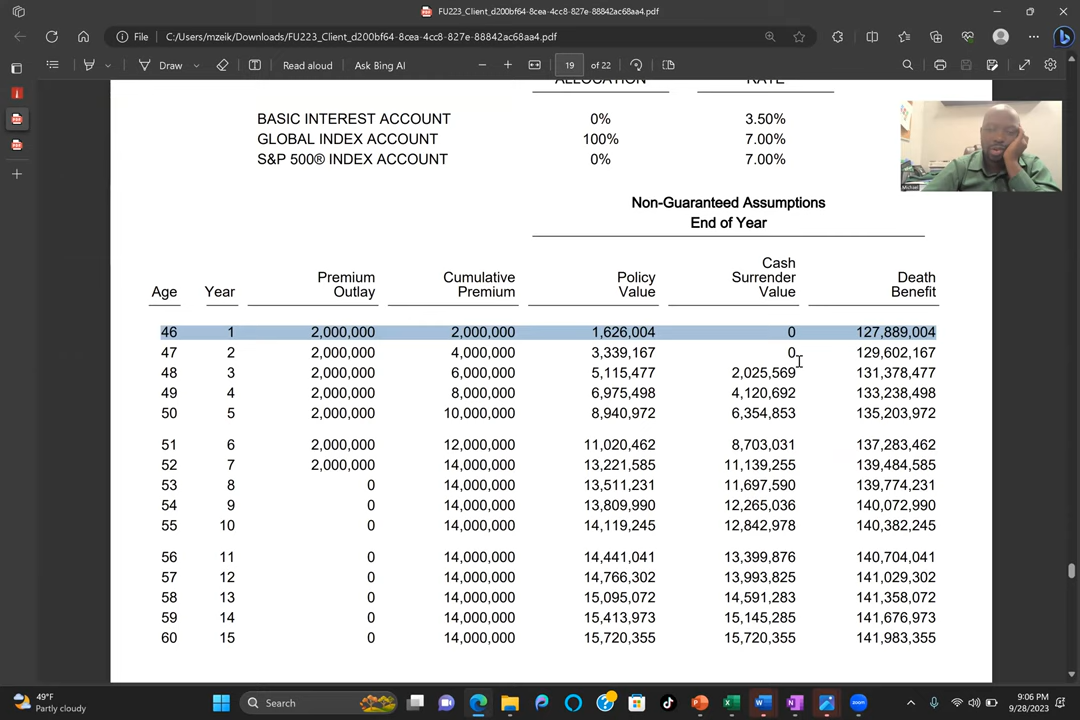 FU223_Client_d200bf64-8cea-4cc8-827e-88842ac68aa4.pdf
File C:/Users/mzeik/Downloads/FU223_Client_d200bf64-8cea-4cc8-827e-88842ac68aa4.pdf
Draw Read aloud Ask Bing AI 19 of 22
ALLOCATION RATE
BASIC INTEREST ACCOUNT 0% 3.50%
GLOBAL INDEX ACCOUNT 100% 7.00%
S&P 500® INDEX ACCOUNT 0% 7.00%
Michael
Non-Guaranteed Assumptions
End of Year
Cash
Premium Cumulative Policy Surrender Death
Age Year Outlay Premium Value Value Benefit
46 1 2,000,000 2,000,000 1,626,004 0 127,889,004
47 2 2,000,000 4,000,000 3,339,167 0 129,602,167
48 3 2,000,000 6,000,000 5,115,477 2,025,569 131,378,477
49 4 2,000,000 8,000,000 6,975,498 4,120,692 133,238,498
50 5 2,000,000 10,000,000 8,940,972 6,354,853 135,203,972
51 6 2,000,000 12,000,000 11,020,462 8,703,031 137,283,462
52 7 2,000,000 14,000,000 13,221,585 11,139,255 139,484,585
53 8 0 14,000,000 13,511,231 11,697,590 139,774,231
54 9 0 14,000,000 13,809,990 12,265,036 140,072,990
55 10 0 14,000,000 14,119,245 12,842,978 140,382,245
56 11 0 14,000,000 14,441,041 13,399,876 140,704,041
57 12 0 14,000,000 14,766,302 13,993,825 141,029,302
58 13 0 14,000,000 15,095,072 14,591,283 141,358,072
59 14 0 14,000,000 15,413,973 15,145,285 141,676,973
60 15 0 14,000,000 15,720,355 15,720,355 141,983,355
49°F
Partly cloudy
Search
zoom
9:06 PM
9/28/2023